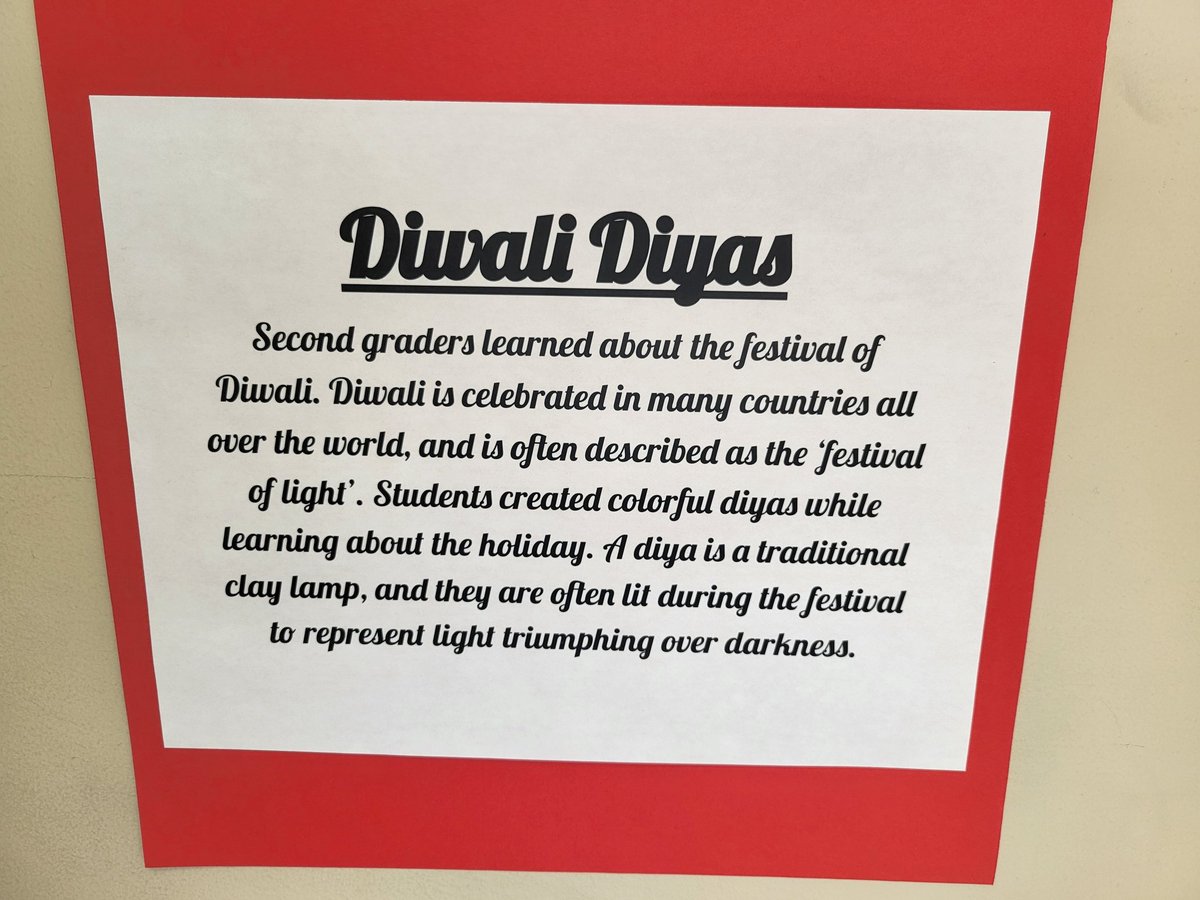 Diwali Diyas
Second graders learned about the festival of
Diwali. Diwali is celebrated in many countries all
over the world, and is often described as the ‘festival
of light’. Students created colorful diyas while
learning about the holiday. A diya is a traditional
clay lamp, and they are often lit during the festival
to represent light triumphing over darkness.